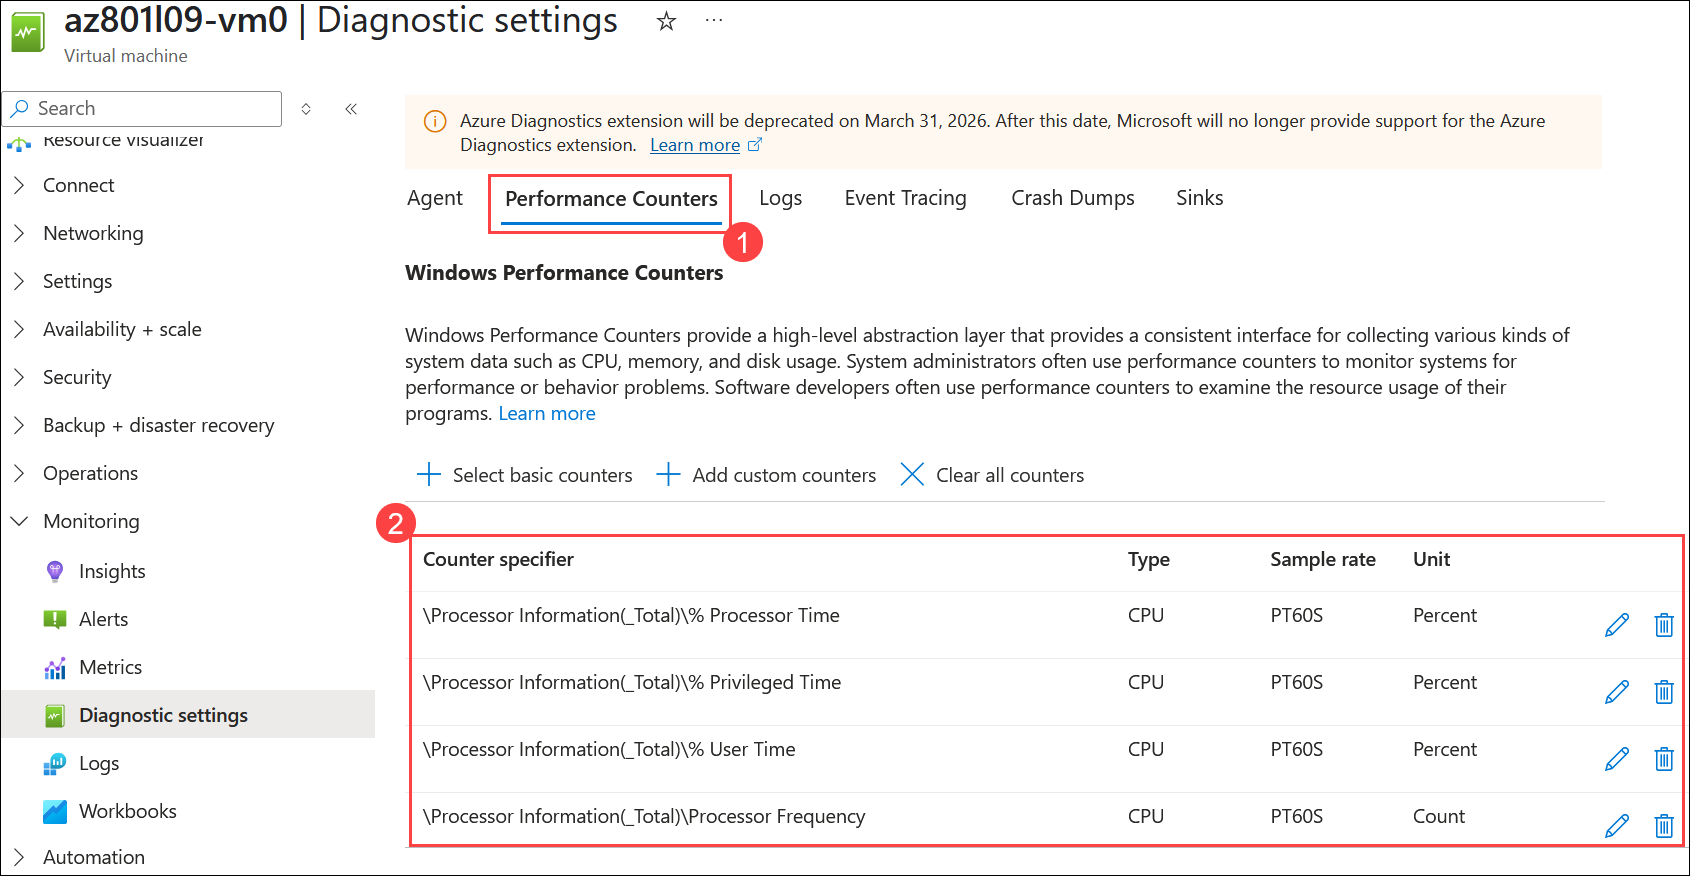 az801l09-vm0 | Diagnostic settings
Virtual machine
Search
Resource visualizer
Connect
Networking
Settings
Availability + scale
Security
Backup + disaster recovery
Operations
Monitoring
Insights
Alerts
Metrics
Diagnostic settings
Logs
Workbooks
Automation
Azure Diagnostics extension will be deprecated on March 31, 2026. After this date, Microsoft will no longer provide support for the Azure
Diagnostics extension. Learn more
Agent Performance Counters Logs Event Tracing Crash Dumps Sinks
1
Windows Performance Counters
Windows Performance Counters provide a high-level abstraction layer that provides a consistent interface for collecting various kinds of
system data such as CPU, memory, and disk usage. System administrators often use performance counters to monitor systems for
performance or behavior problems. Software developers often use performance counters to examine the resource usage of their
programs. Learn more
Select basic counters Add custom counters Clear all counters
2
Counter specifier Type Sample rate Unit
\Processor Information(_Total)\% Processor Time CPU PT60S Percent
\Processor Information(_Total)\% Privileged Time CPU PT60S Percent
\Processor Information(_Total)\% User Time CPU PT60S Percent
\Processor Information(_Total)\Processor Frequency CPU PT60S Count